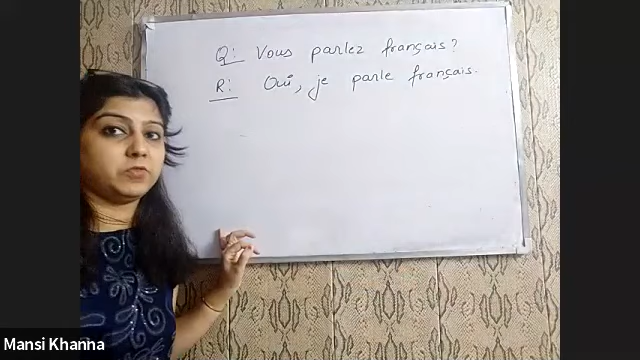 Q: Vous parlez français?
R: Oui, je parle français.
Mansi Khanna